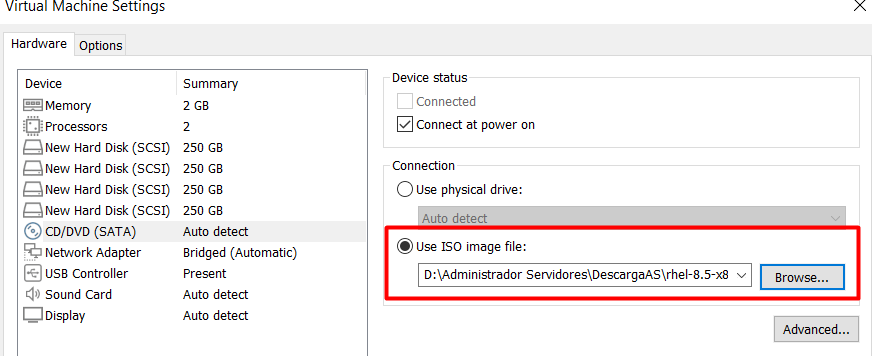 Virtual Machine Settings
Hardware Options
Device Summary
Memory 2 GB
Processors 2
New Hard Disk (SCSI) 250 GB
New Hard Disk (SCSI) 250 GB
New Hard Disk (SCSI) 250 GB
New Hard Disk (SCSI) 250 GB
CD/DVD (SATA) Auto detect
Network Adapter Bridged (Automatic)
USB Controller Present
Sound Card Auto detect
Display Auto detect
Device status
Connected
Connect at power on
Connection
Use physical drive:
Auto detect
Use ISO image file:
D:\Administrador Servidores\DescargaAS\rhel-8.5-x8
Browse...
Advanced...